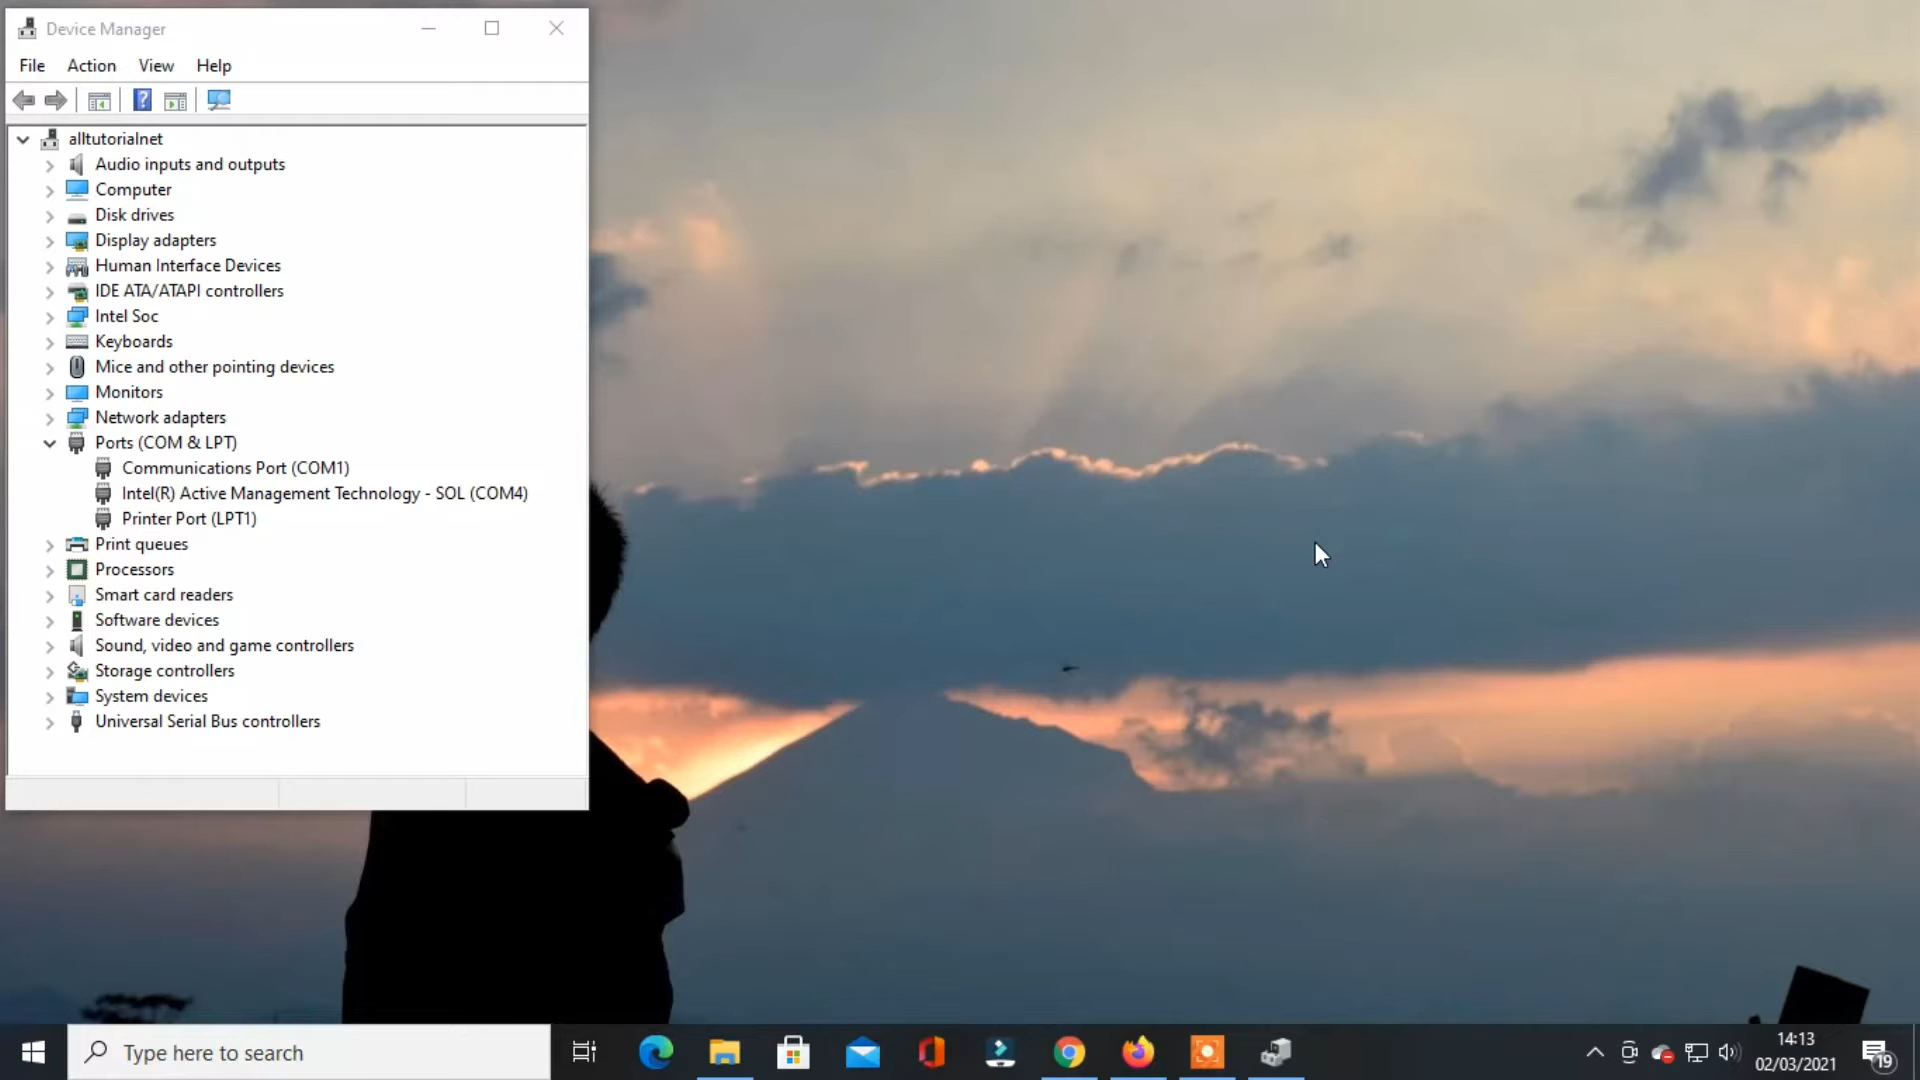 Device Manager
File Action View Help
alltutorialnet
Audio inputs and outputs
Computer
Disk drives
Display adapters
Human Interface Devices
IDE ATA/ATAPI controllers
Intel Soc
Keyboards
Mice and other pointing devices
Monitors
Network adapters
Ports (COM & LPT)
Communications Port (COM1)
Intel(R) Active Management Technology - SOL (COM4)
Printer Port (LPT1)
Print queues
Processors
Smart card readers
Software devices
Sound, video and game controllers
Storage controllers
System devices
Universal Serial Bus controllers
Type here to search
14:13
02/03/2021
19